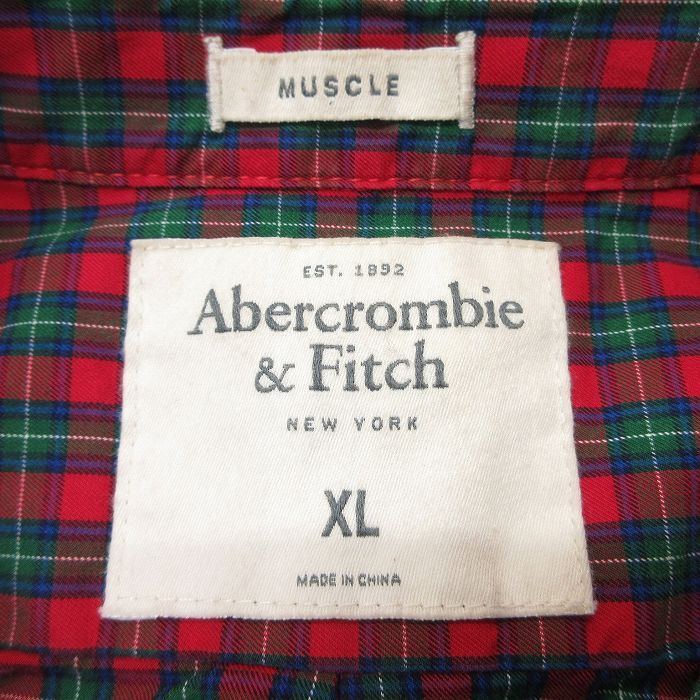 MUSCLE
EST. 1892
Abercrombie
& Fitch
NEW YORK
XL
MADE IN CHINA